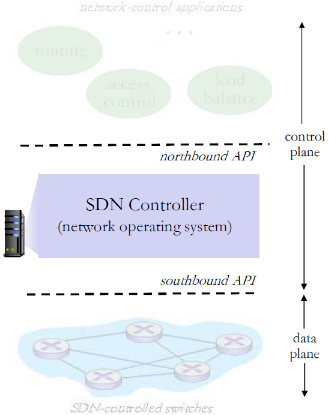 network-control applications
...
routing
access
control
load
balance
control
plane
northbound API
SDN Controller
(network operating system)
southbound API
data
plane
SDN-controlled switches